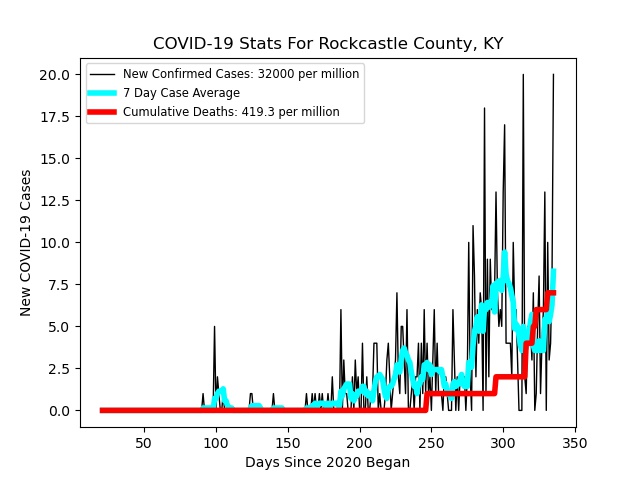 COVID-19 Stats For Rockcastle County, KY
New Confirmed Cases: 32000 per million
7 Day Case Average
Cumulative Deaths: 419.3 per million
20.0
17.5
15.0
12.5
10.0
7.5
5.0
2.5
0.0
New COVID-19 Cases
50 100 150 200 250 300 350
Days Since 2020 Began